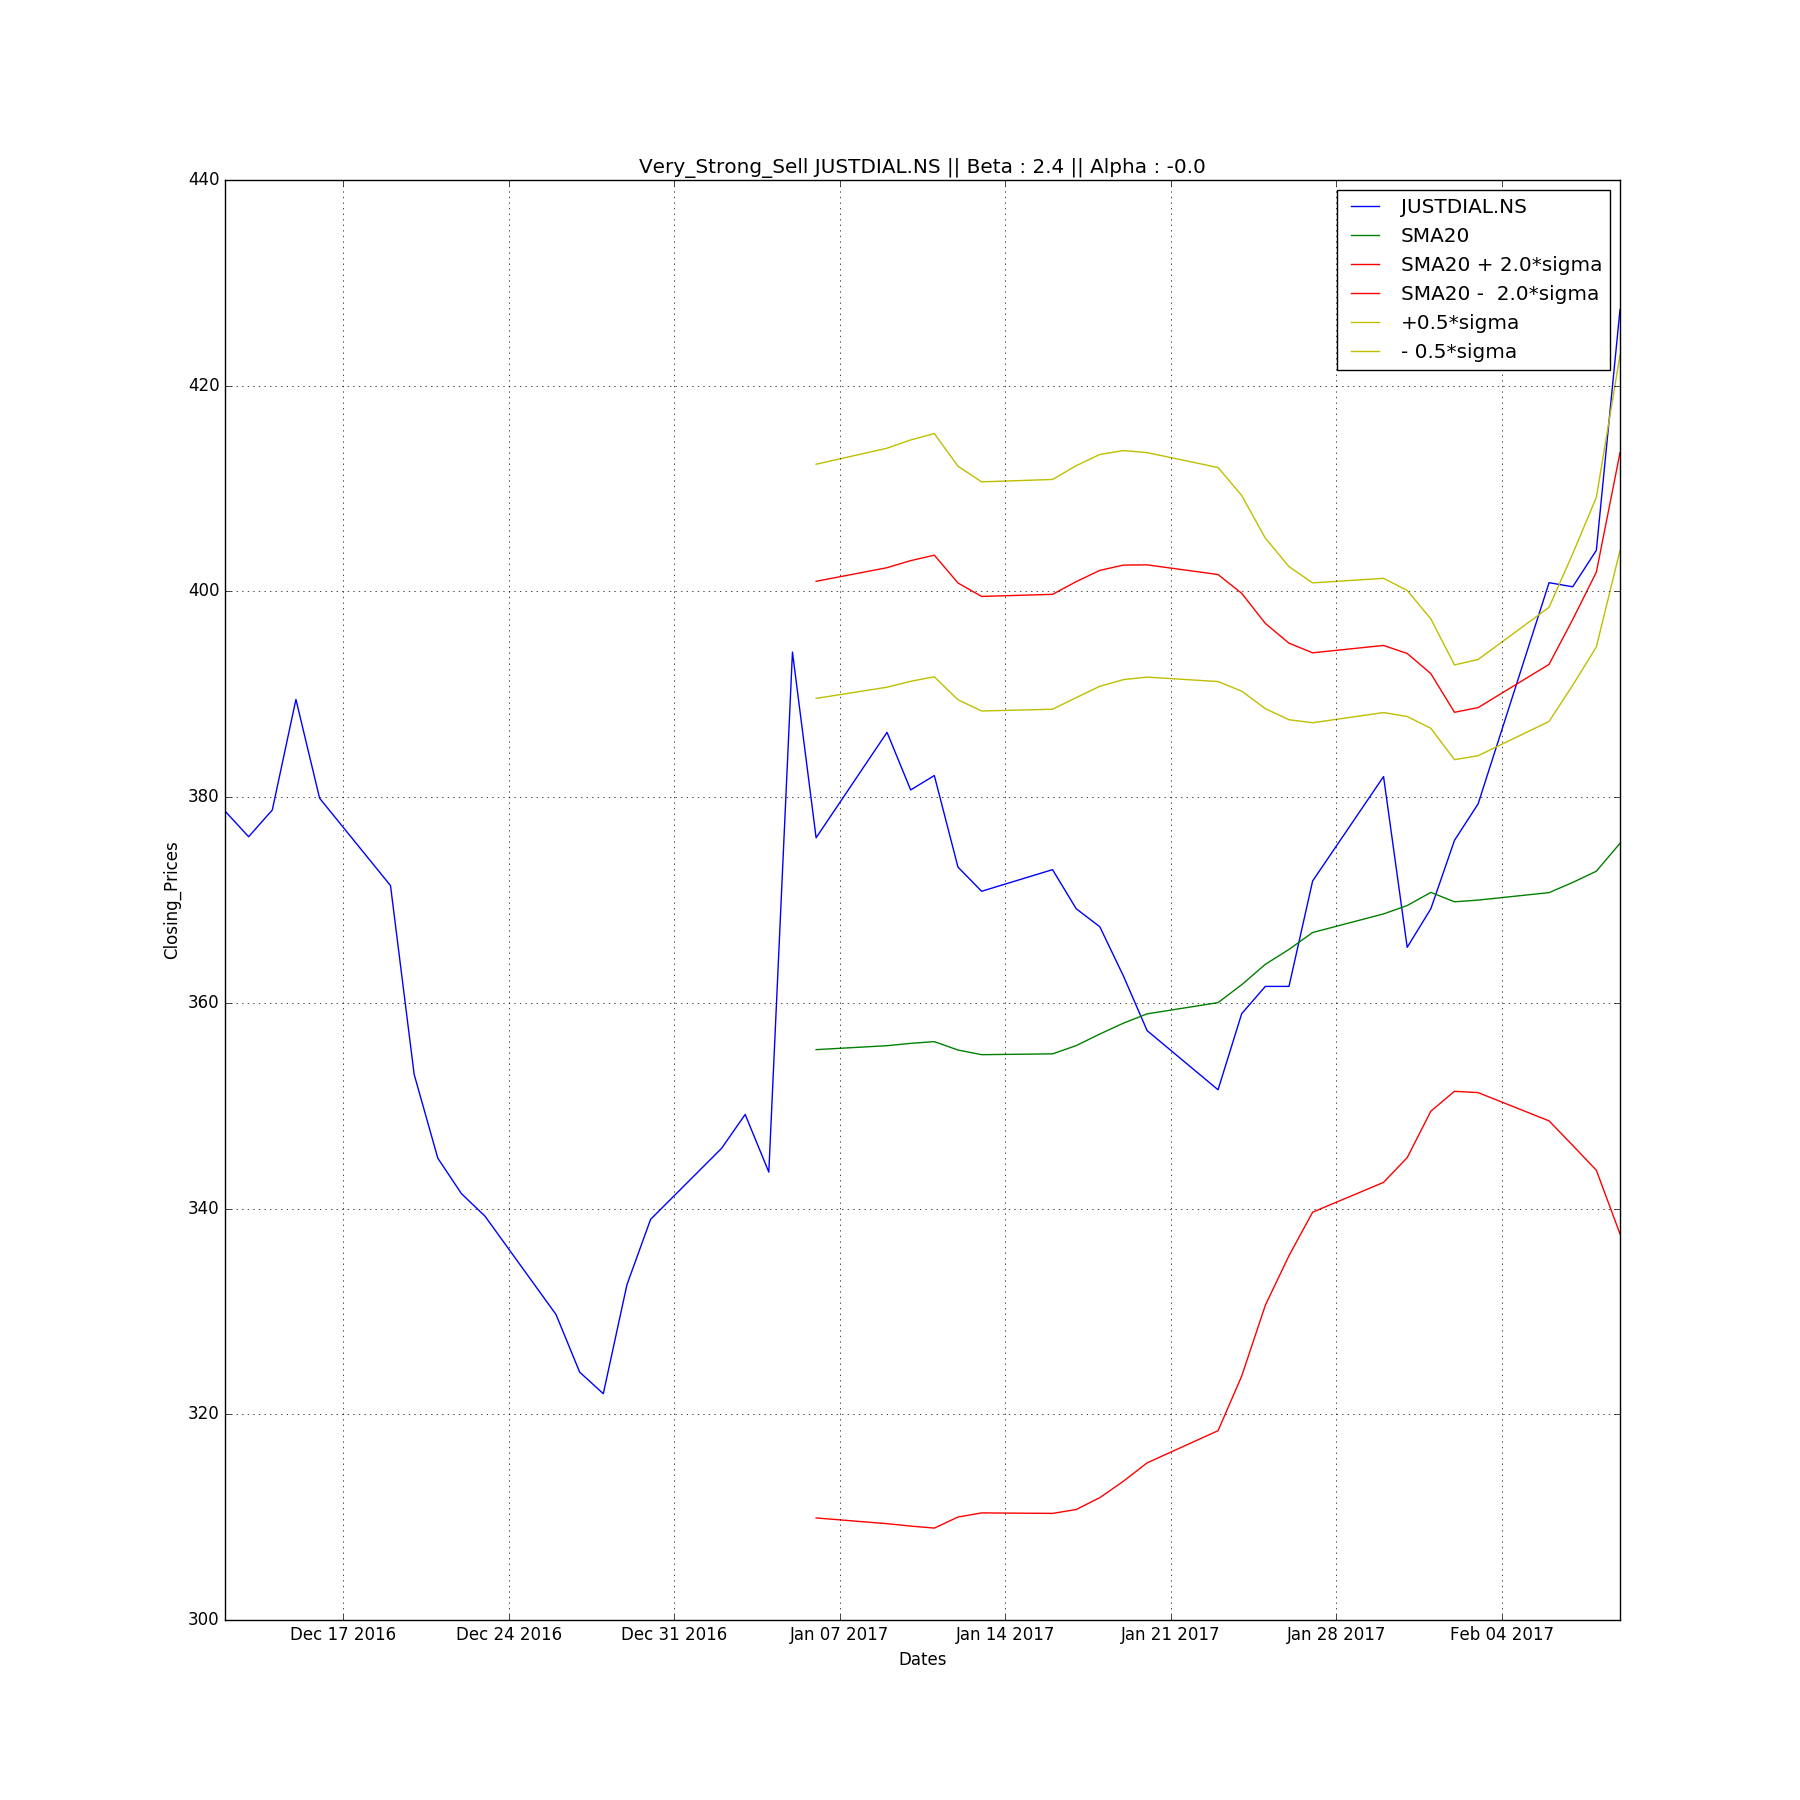 Very_Strong_Sell JUSTDIAL.NS || Beta : 2.4 || Alpha : -0.0
JUSTDIAL.NS
SMA20
SMA20 + 2.0*sigma
SMA20 -  2.0*sigma
+0.5*sigma
- 0.5*sigma
Closing_Prices
440
420
400
380
360
340
320
300
Dec 17 2016
Dec 24 2016
Dec 31 2016
Jan 07 2017
Jan 14 2017
Jan 21 2017
Jan 28 2017
Feb 04 2017
Dates